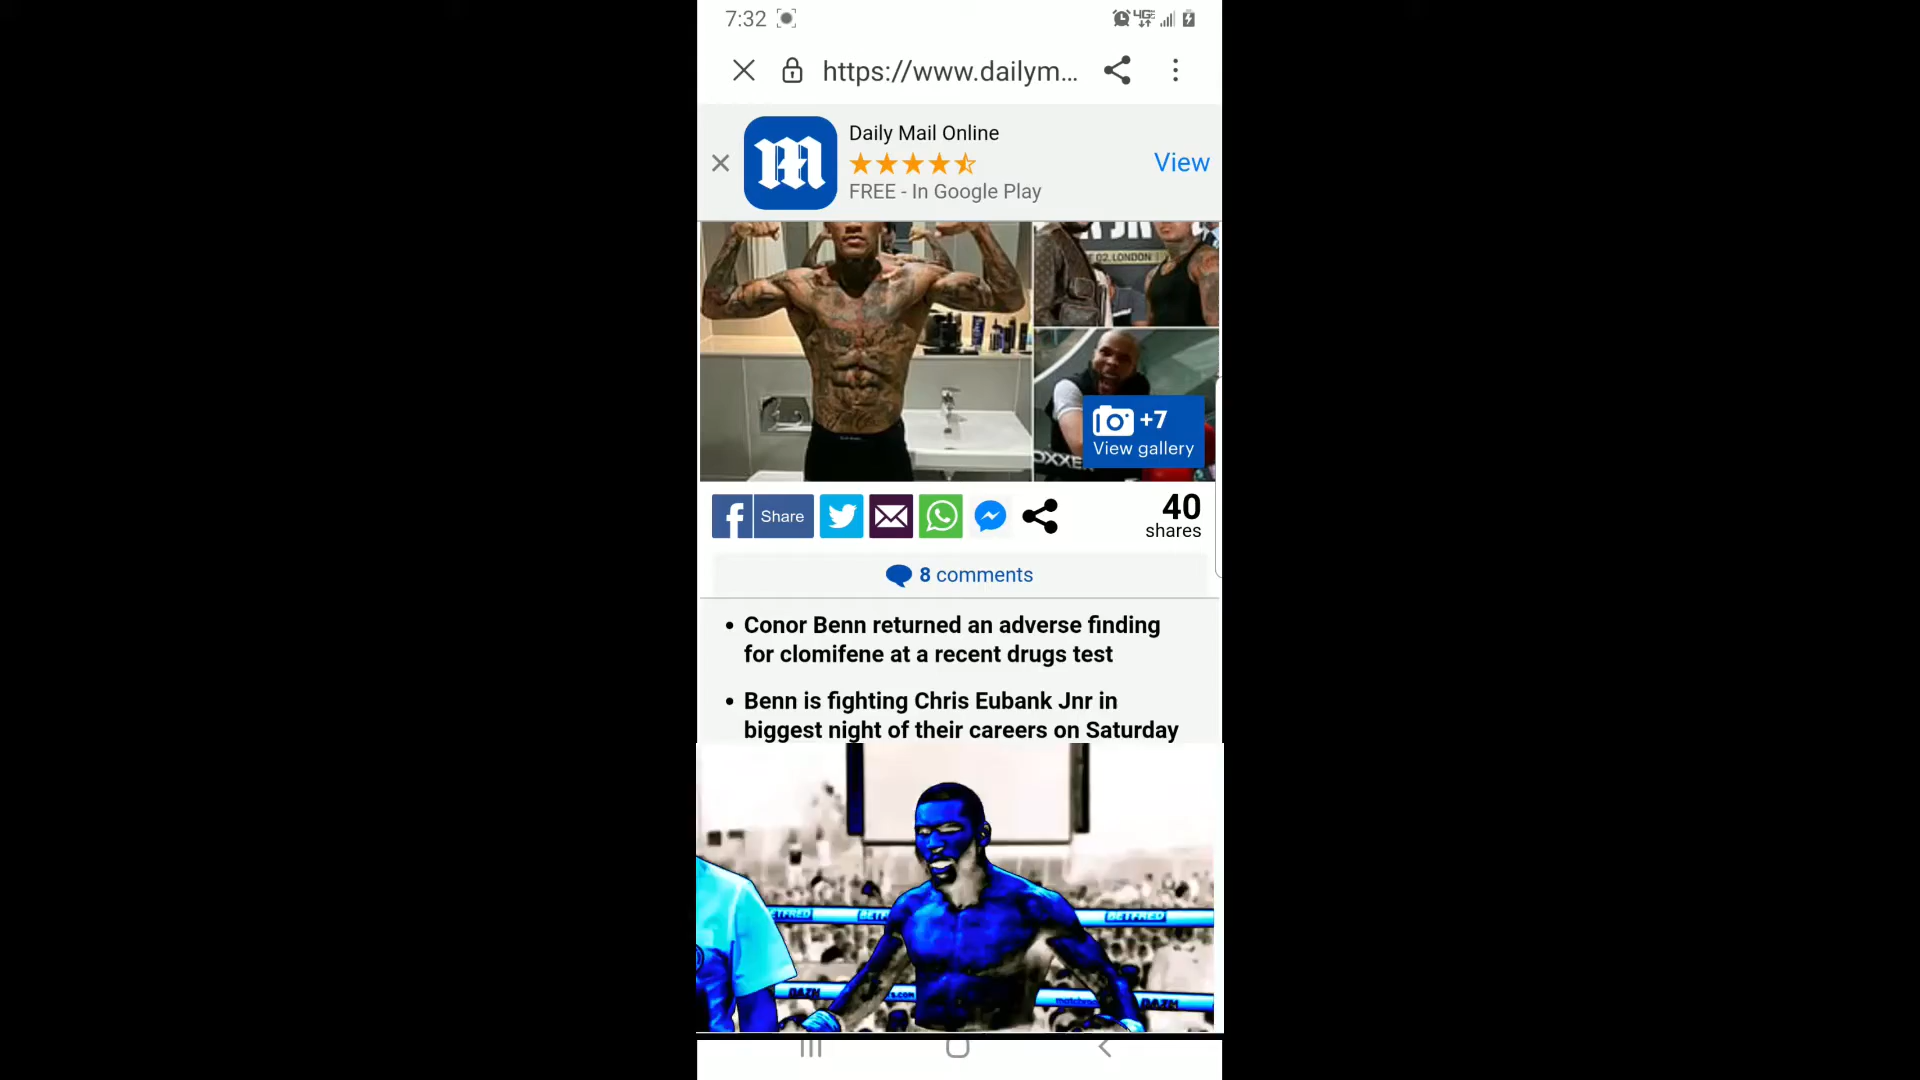 7:32
4GE
https://www.dailym...
Daily Mail Online
FREE - In Google Play
View
02. LONDON
+7
View gallery
Share
40
shares
8 comments
• Conor Benn returned an adverse finding
for clomifene at a recent drugs test
• Benn is fighting Chris Eubank Jnr in
biggest night of their careers on Saturday
BETFRED
DAZN
DAZN